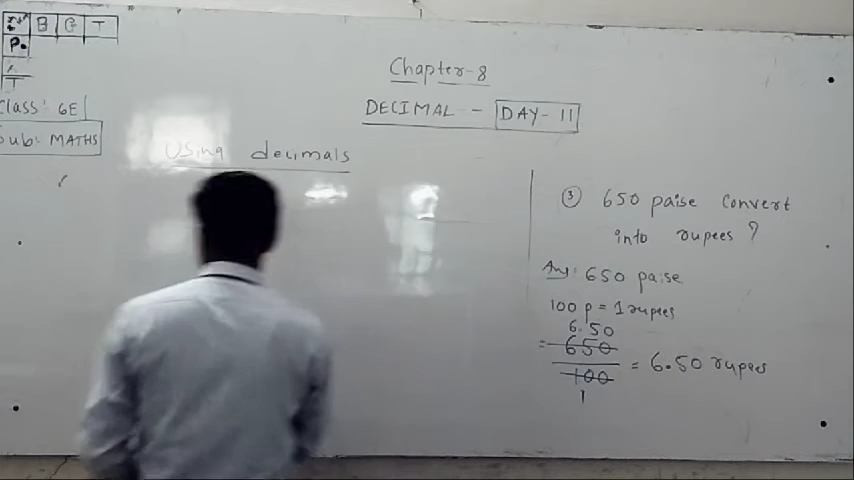 B G T
P.
T
Class: 6E
Sub: MATHS
Chapter-8
DECIMAL - DAY-11
Using decimals
③ 650 paise convert
into rupees ?
Ans: 650 paise
100 p = 1 rupees
6.50
= 650
100 = 6.50 rupees
1